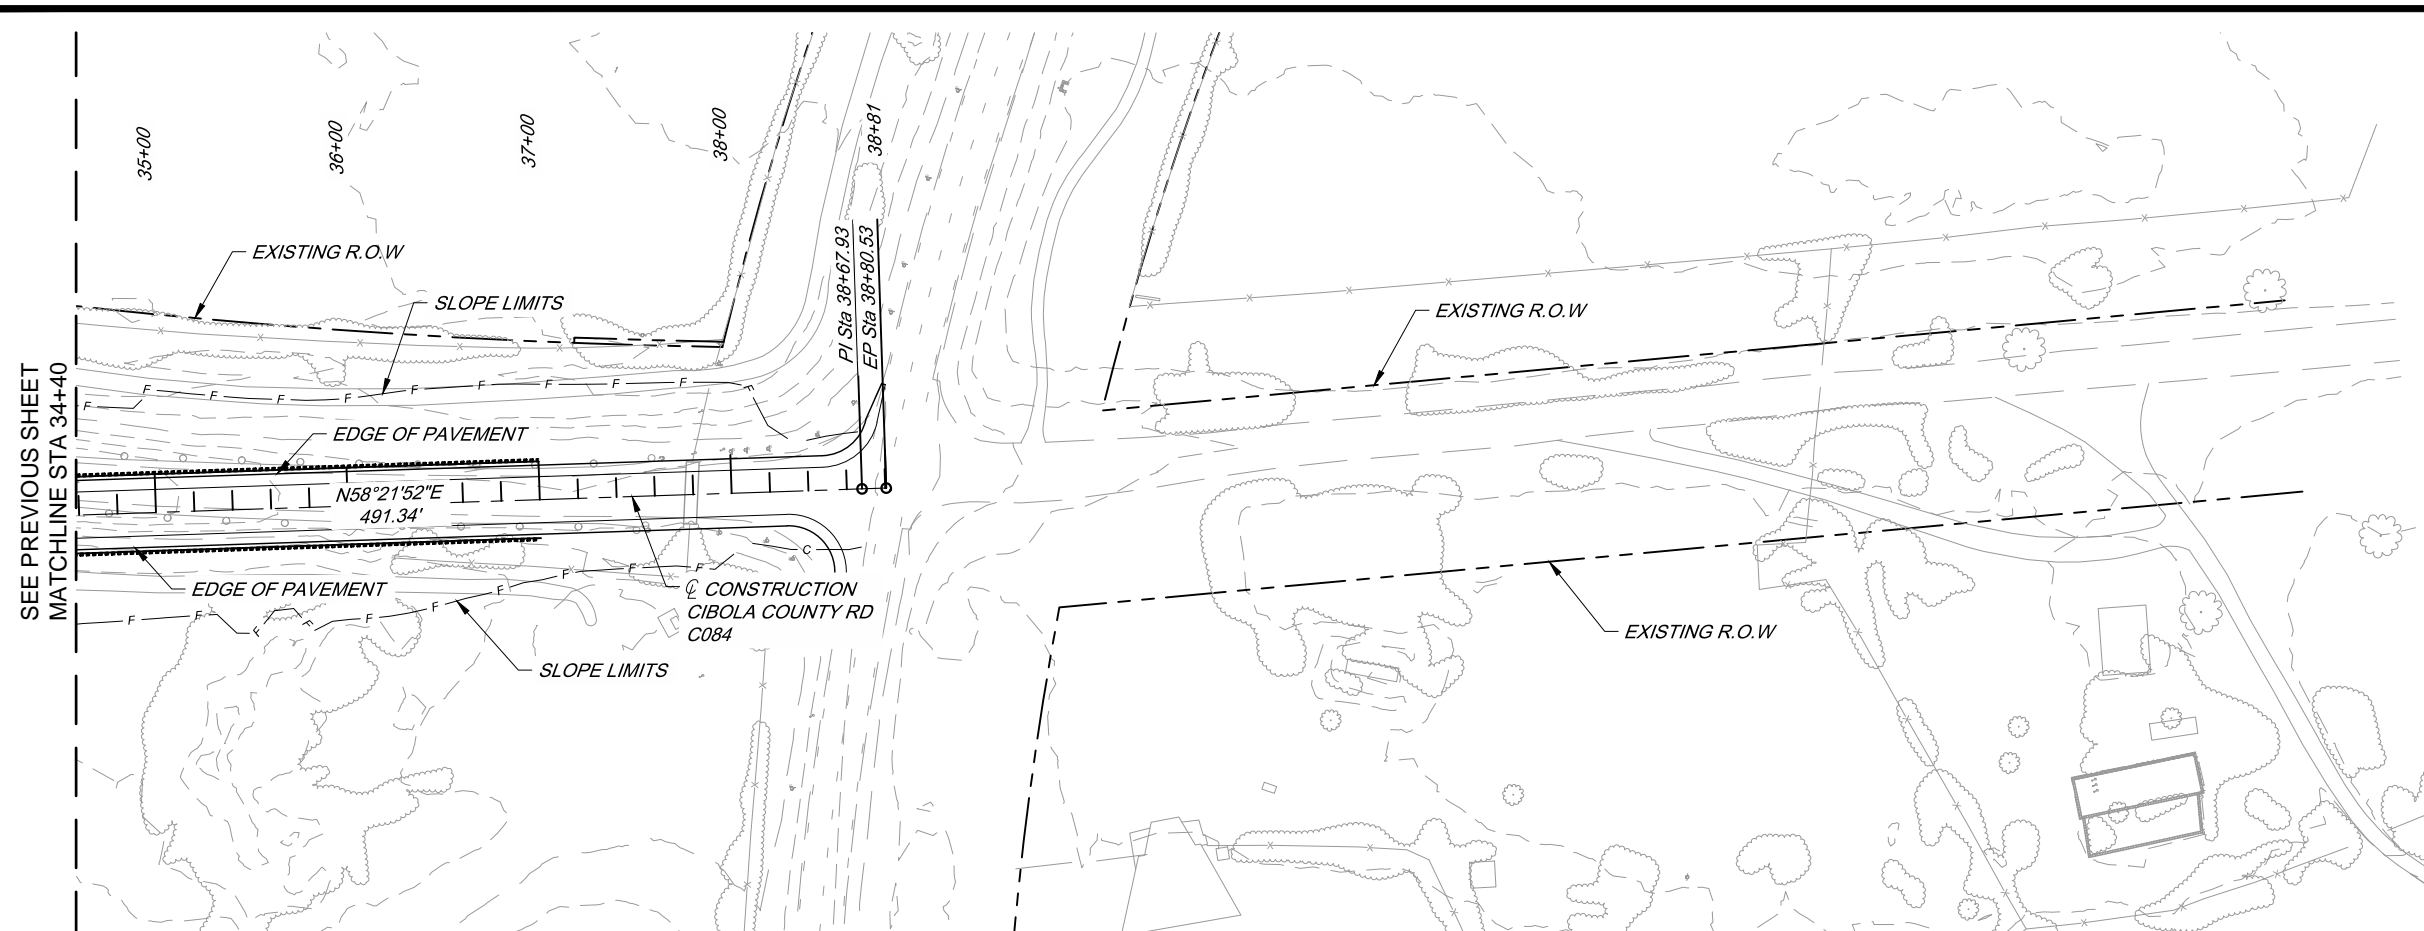 35+00
36+00
37+00
38+00
38+81
PI Sta 38+67.93
EP Sta 38+80.53
EXISTING R.O.W
SLOPE LIMITS
EXISTING R.O.W
SEE PREVIOUS SHEET
MATCHLINE STA 34+40
F
F
F
F
F
F
F
F
F
F
F
EDGE OF PAVEMENT
N58°21'52"E
491.34'
C
EDGE OF PAVEMENT
℄ CONSTRUCTION
CIBOLA COUNTY RD
C084
F
F
F
F
F
F
F
F
F
F
SLOPE LIMITS
EXISTING R.O.W